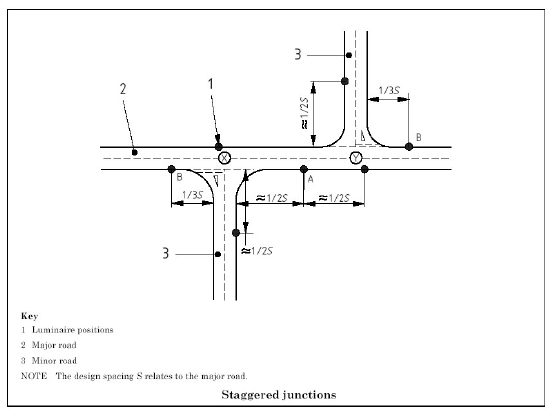 3
1/3S
2
1
≈1/2S
B
X
Y
B
A
1/3S
≈1/2S
≈1/2S
3
≈1/2S
Key
1 Luminaire positions
2 Major road
3 Minor road
NOTE The design spacing S relates to the major road.
Staggered junctions